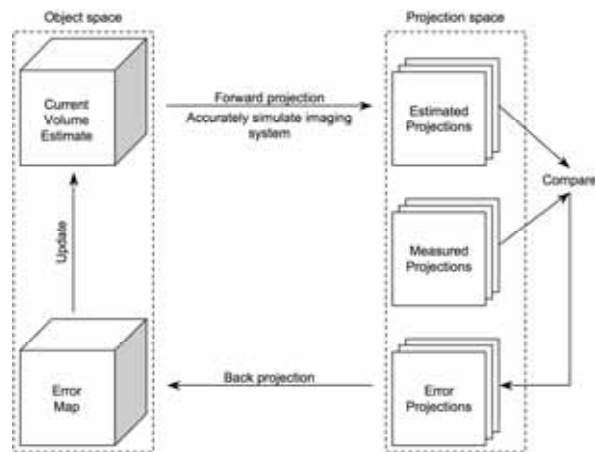 Object space
Projection space
Current
Volume
Estimate
Forward projection
Accurately simulate imaging
system
Estimated
Projections
Compare
Measured
Projections
Update
Error
Map
Back projection
Error
Projections